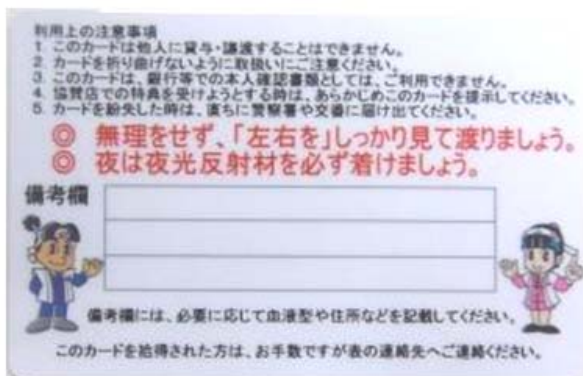 利用上の注意事項
1. このカードは他人に貸与・譲渡することはできません。
2. カードを折り曲げないように取扱いにご注意ください。
3. このカードは、銀行等での本人確認書類としては、ご利用できません。
4. 協賛店での特典を受けようとする時は、あらかじめこのカードを提示してください。
5. カードを紛失した時は、直ちに警察署や交番に届け出てください。
◎ 無理をせず、「左右を」しっかり見て渡りましょう。
◎ 夜は夜光反射材を必ず着けましょう。
備考欄
備考欄には、必要に応じて血液型や住所などを記載してください。
このカードを拾得された方は、お手数ですが表の連絡先へご連絡ください。